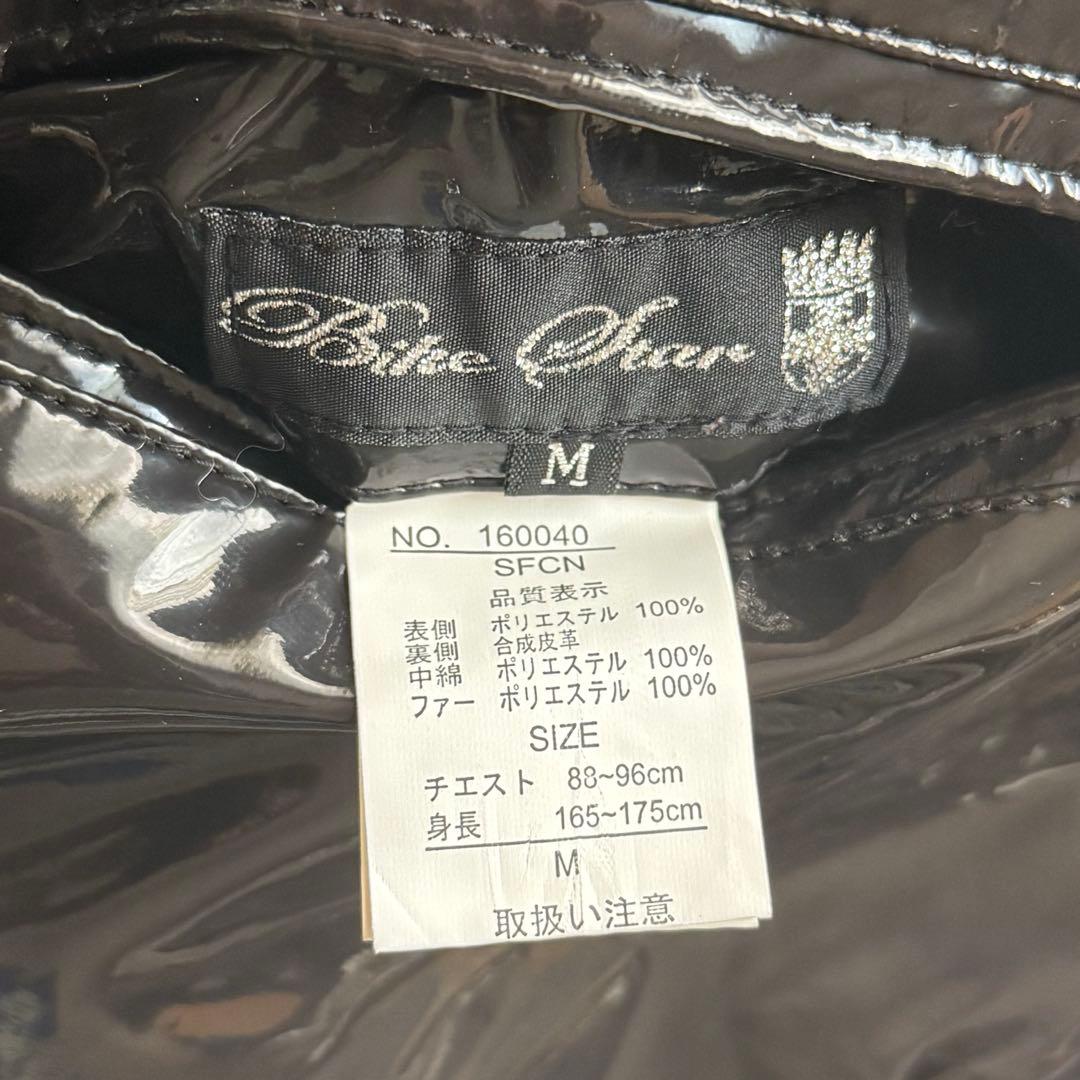 Bike Star
M
NO. 160040
SFCN
品質表示
表側 ポリエステル 100%
裏側 合成皮革
中綿 ポリエステル 100%
ファー ポリエステル 100%
SIZE
チエスト 88~96cm
身長 165~175cm
M
取扱い注意